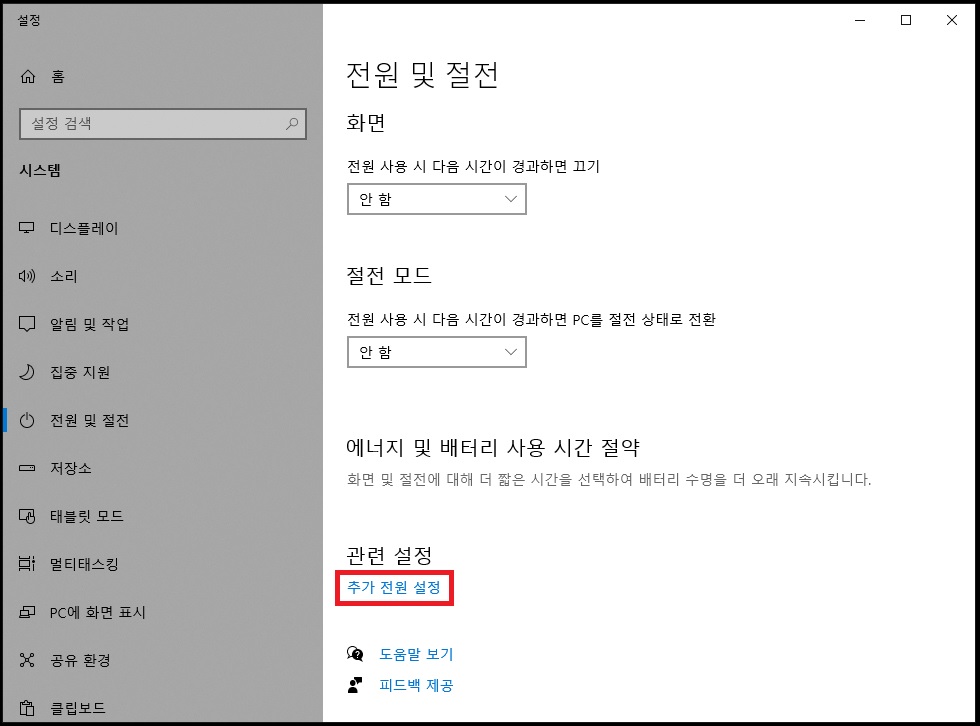 설정
홈
설정 검색
시스템
디스플레이
소리
알림 및 작업
집중 지원
전원 및 절전
저장소
태블릿 모드
멀티태스킹
PC에 화면 표시
공유 환경
클립보드
전원 및 절전
화면
전원 사용 시 다음 시간이 경과하면 끄기
안 함
절전 모드
전원 사용 시 다음 시간이 경과하면 PC를 절전 상태로 전환
안 함
에너지 및 배터리 사용 시간 절약
화면 및 절전에 대해 더 짧은 시간을 선택하여 배터리 수명을 더 오래 지속시킵니다.
관련 설정
추가 전원 설정
도움말 보기
피드백 제공